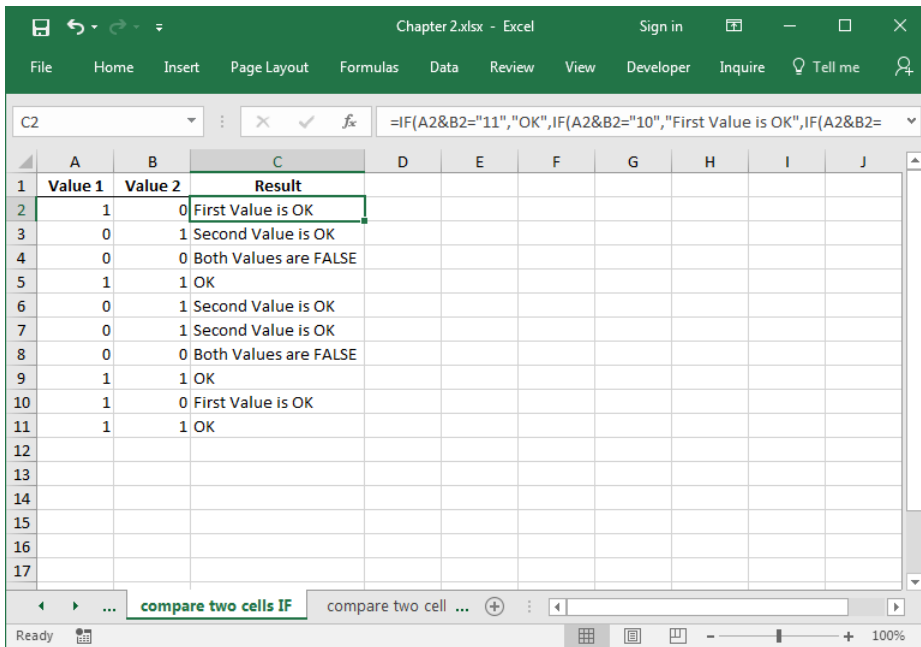 Chapter 2.xlsx - Excel Sign in
File Home Insert Page Layout Formulas Data Review View Developer Inquire Tell me
C2 fx =IF(A2&B2="11","OK",IF(A2&B2="10","First Value is OK",IF(A2&B2=
A B C D E F G H I J
1 Value 1 Value 2 Result
2 1 0 First Value is OK
3 0 1 Second Value is OK
4 0 0 Both Values are FALSE
5 1 1 OK
6 0 1 Second Value is OK
7 0 1 Second Value is OK
8 0 0 Both Values are FALSE
9 1 1 OK
10 1 0 First Value is OK
11 1 1 OK
12
13
14
15
16
17
... compare two cells IF compare two cell ...
Ready 100%